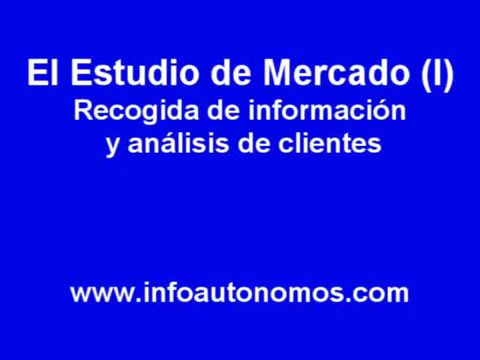 El Estudio de Mercado (I)
Recogida de información
y análisis de clientes
www.infoautonomos.com